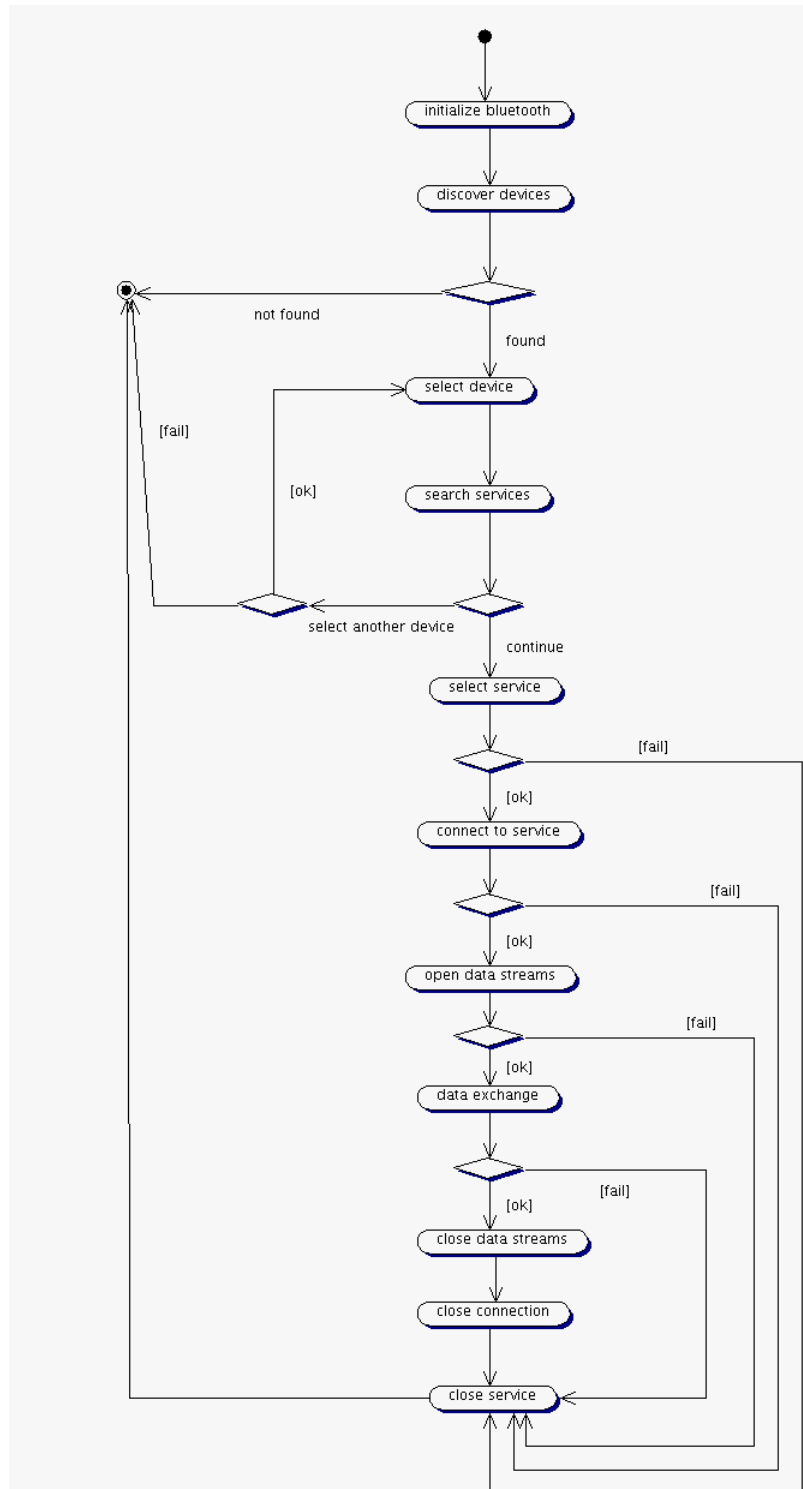 initialize bluetooth
discover devices
not found
found
select device
[fail]
[ok]
search services
select another device
continue
select service
[fail]
[ok]
connect to service
[fail]
[ok]
open data streams
[fail]
[ok]
data exchange
[fail]
[ok]
close data streams
close connection
close service